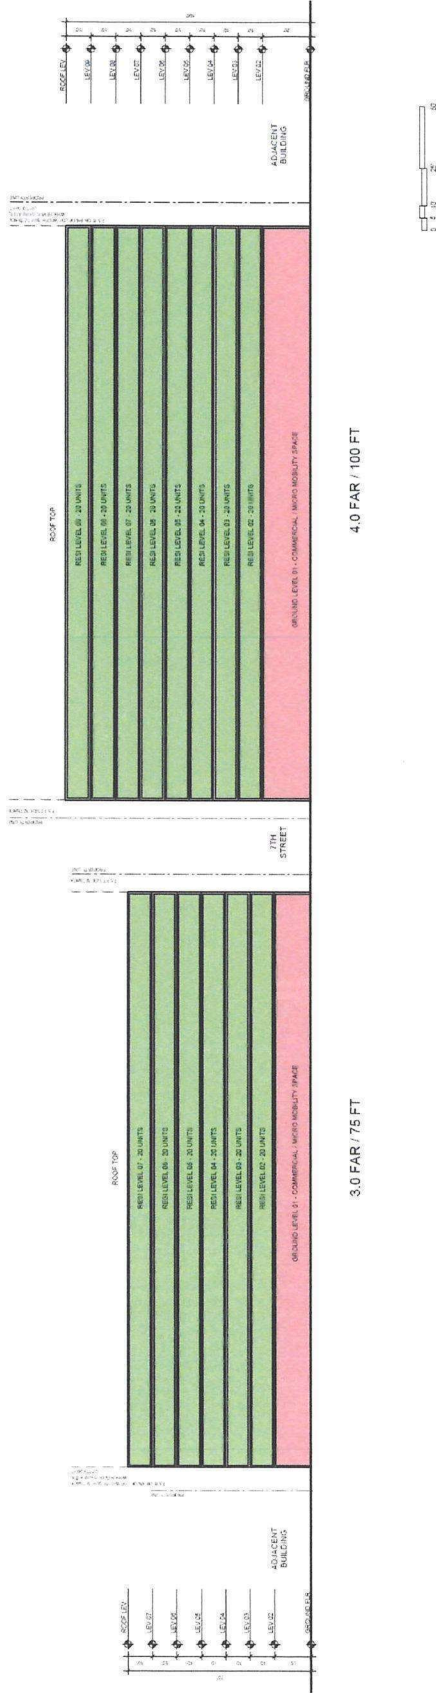 ROOF TOP
RESI LEVEL 07 - 20 UNITS
RESI LEVEL 06 - 20 UNITS
RESI LEVEL 05 - 20 UNITS
RESI LEVEL 04 - 20 UNITS
RESI LEVEL 03 - 20 UNITS
RESI LEVEL 02 - 20 UNITS
GROUND LEVEL 01 - COMMERCIAL / MICRO MOBILITY SPACE
ROOF LEV
LEV 07
LEV 06
LEV 05
LEV 04
LEV 03
LEV 02
GROUND FLR
ADJACENT
BUILDING
3.0 FAR / 75 FT
7TH
STREET
ROOF TOP
RESI LEVEL 09 - 20 UNITS
RESI LEVEL 08 - 20 UNITS
RESI LEVEL 07 - 20 UNITS
RESI LEVEL 06 - 20 UNITS
RESI LEVEL 05 - 20 UNITS
RESI LEVEL 04 - 20 UNITS
RESI LEVEL 03 - 20 UNITS
RESI LEVEL 02 - 20 UNITS
GROUND LEVEL 01 - COMMERCIAL / MICRO MOBILITY SPACE
ROOF LEV
LEV 09
LEV 08
LEV 07
LEV 06
LEV 05
LEV 04
LEV 03
LEV 02
GROUND FLR
ADJACENT
BUILDING
4.0 FAR / 100 FT
0 5 10 25 50